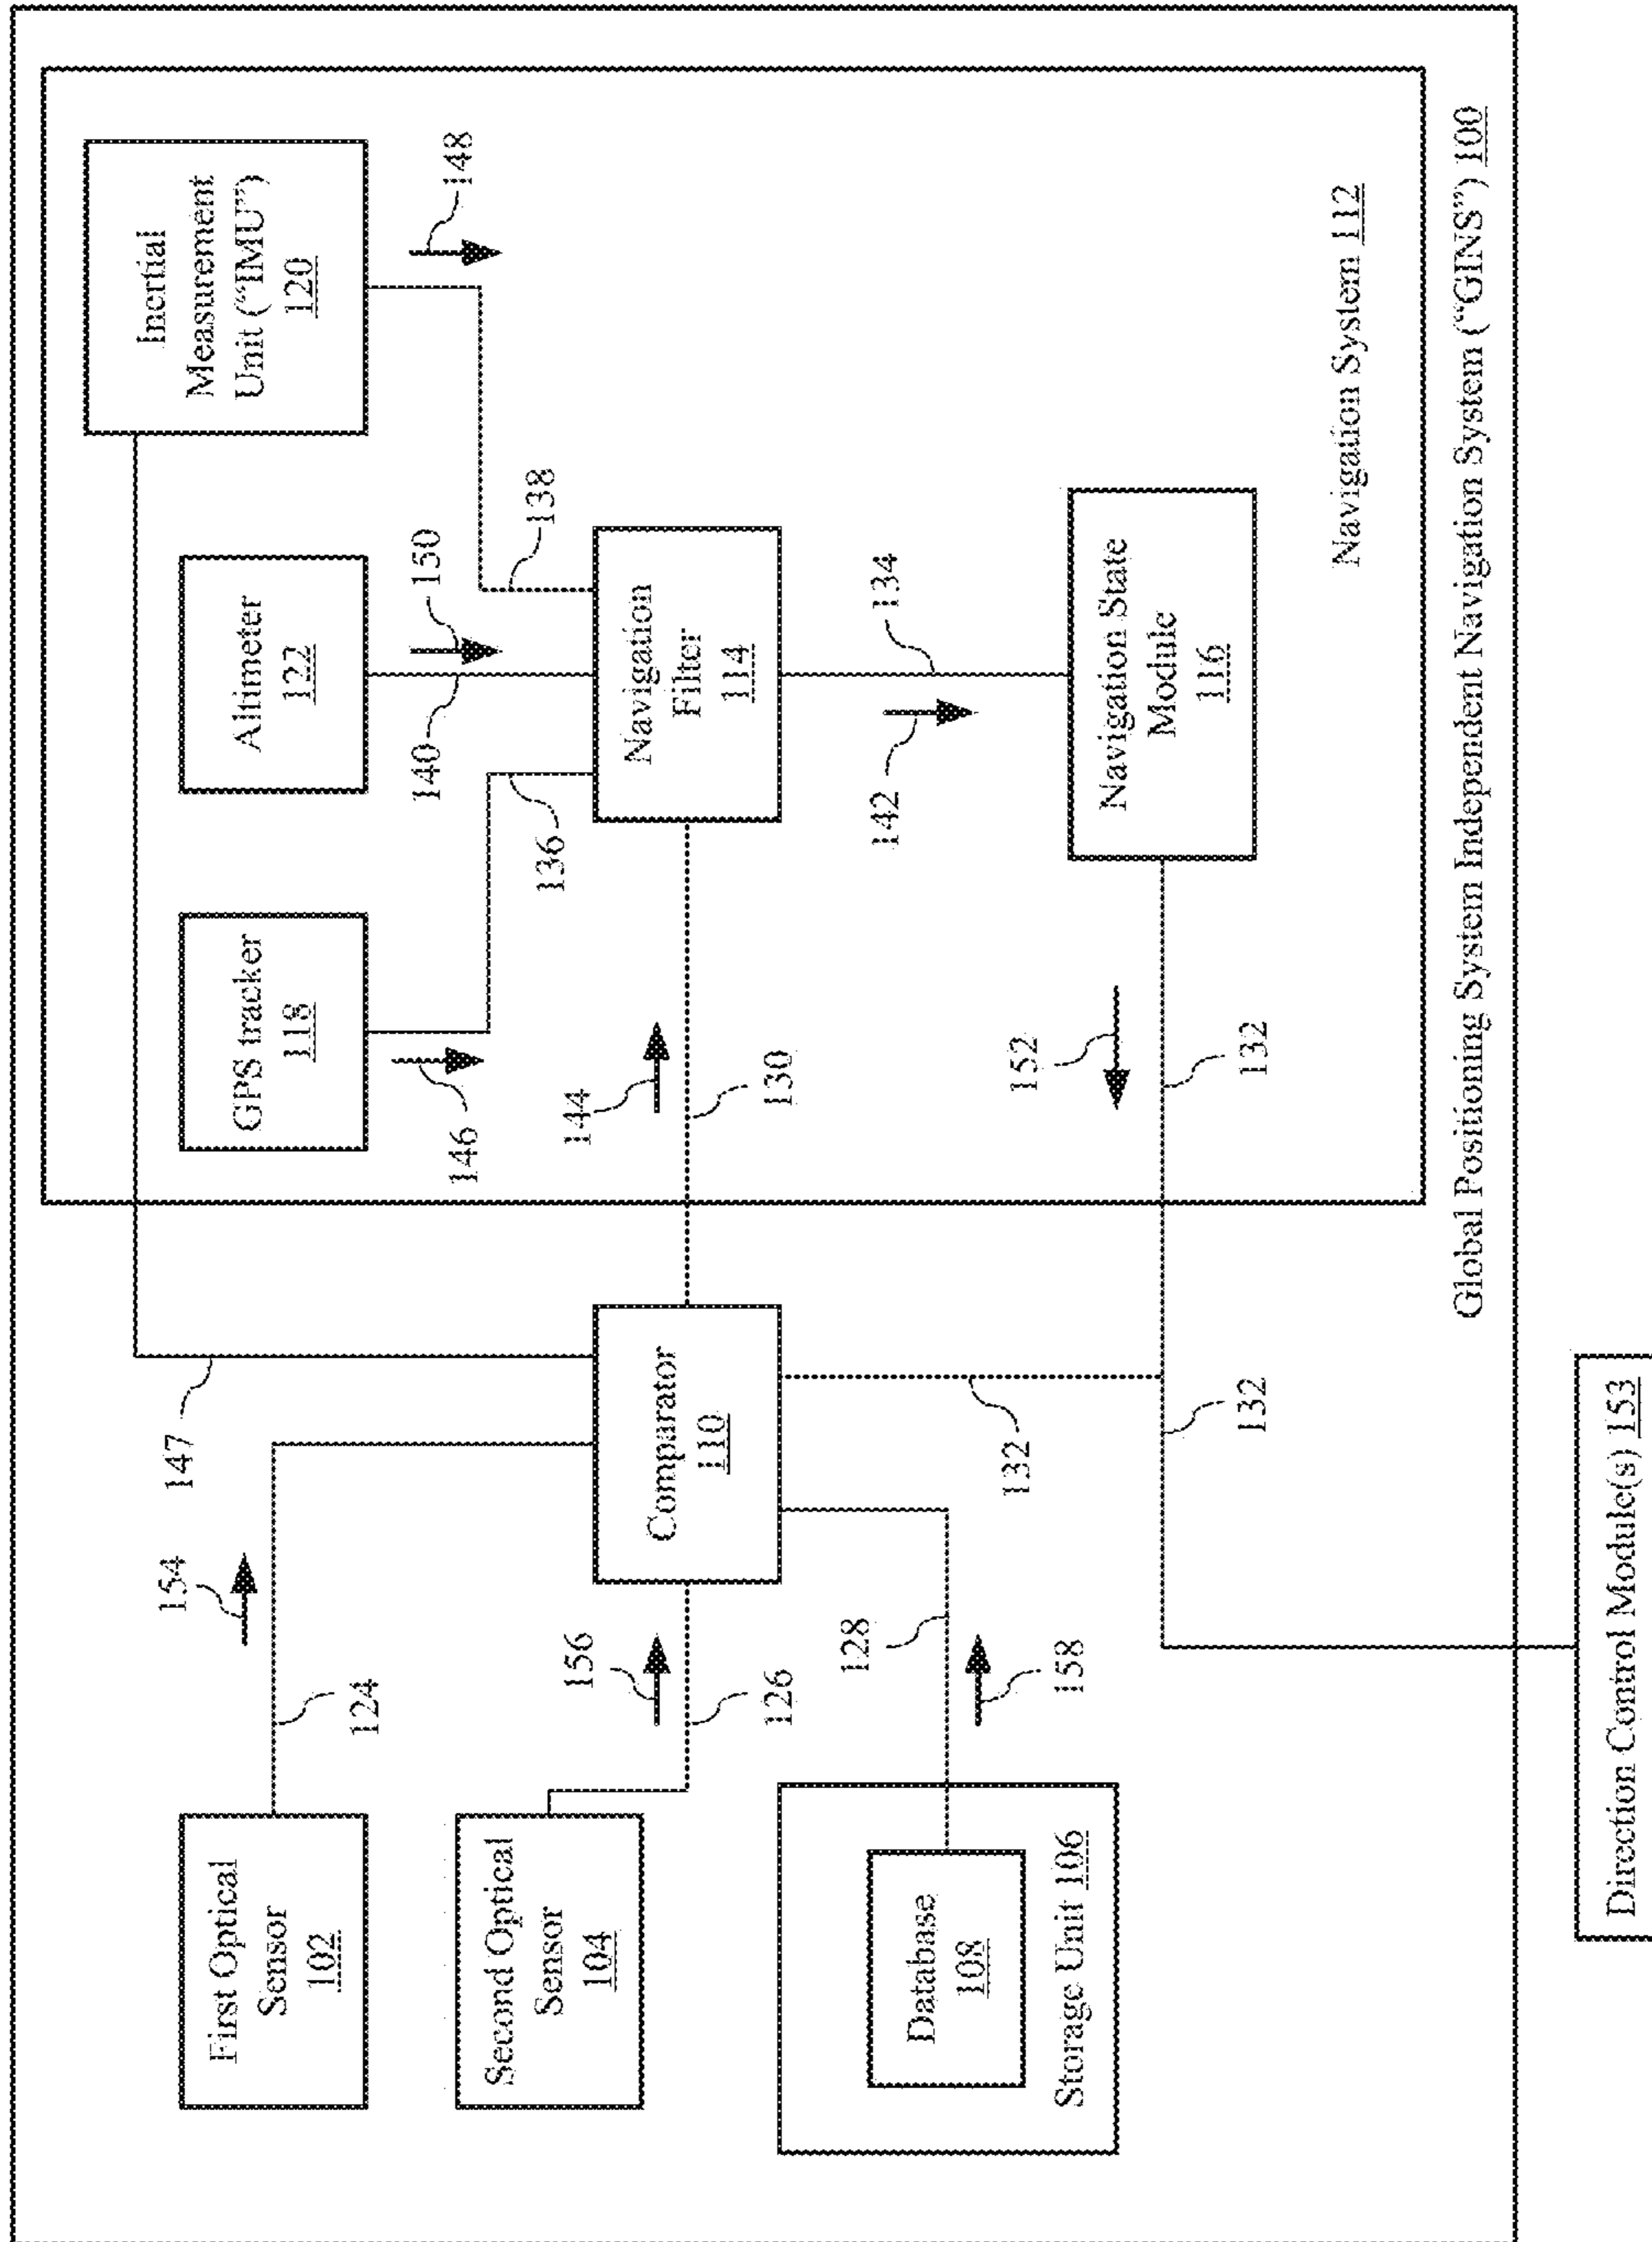 First Optical
Sensor
102
154
124
147
GPS tracker
118
146
Altimeter
122
140
150
Inertial
Measurement
Unit (“IMU”)
120
148
Second Optical
Sensor
104
156
126
Comparator
110
144
130
136
Navigation
Filter
114
138
Database
108
Storage Unit 106
128
158
132
132
152
132
142
134
Navigation State
Module
116
Navigation System 112
Global Positioning System Independent Navigation System (“GINS”) 100
Direction Control Module(s) 153